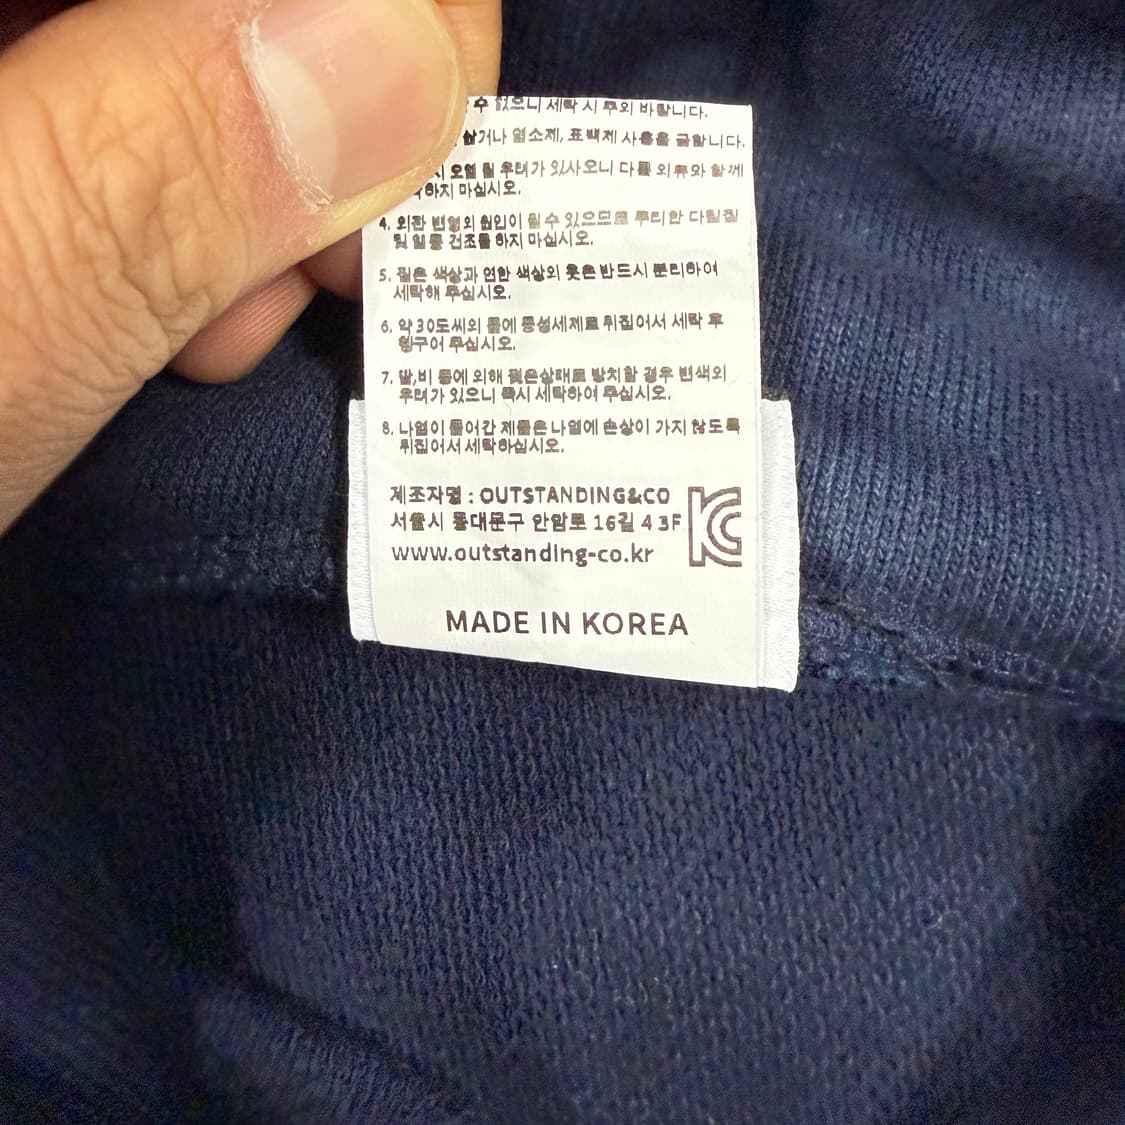 수 없으니 세탁 시 주의 바랍니다.
삶거나 염소제, 표백제 사용을 금합니다.
오염 될 우려가 있사오니 다른 의류와 함께
하지 마십시오.
4. 외관 변형의 원인이 될 수 있으므로 무리한 다림질
및 열풍 건조를 하지 마십시오.
5. 짙은 색상과 연한 색상의 옷은 반드시 분리하여
세탁해 주십시오.
6. 약 30도씨의 물에 중성세제로 뒤집어서 세탁 후
헹구어 주십시오.
7. 땀,비 등에 의해 젖은상태로 방치할 경우 변색의
우려가 있으니 즉시 세탁하여 주십시오.
8. 나염이 들어간 제품은 나염에 손상이 가지 않도록
뒤집어서 세탁하십시오.
제조자명 : OUTSTANDING&CO
서울시 동대문구 안암로 16길 4 3F
www.outstanding-co.kr
MADE IN KOREA